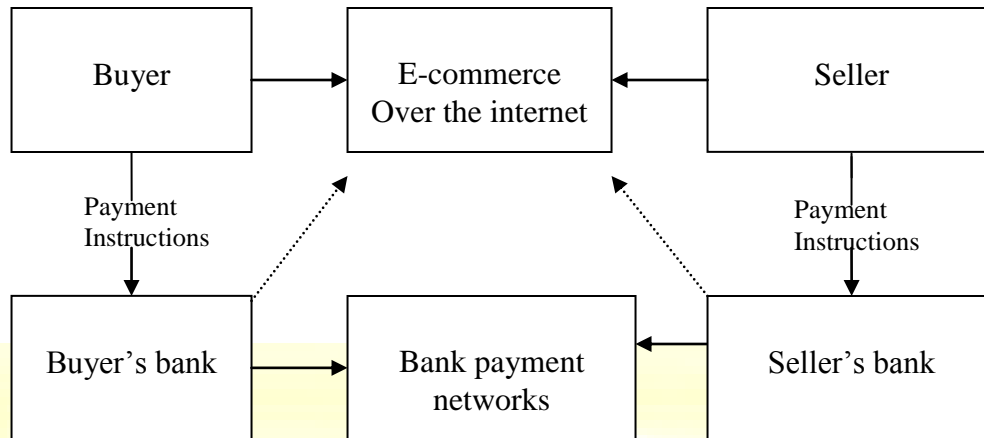 Buyer
E-commerce
Over the internet
Seller
Payment
Instructions
Payment
Instructions
Buyer’s bank
Bank payment
networks
Seller’s bank